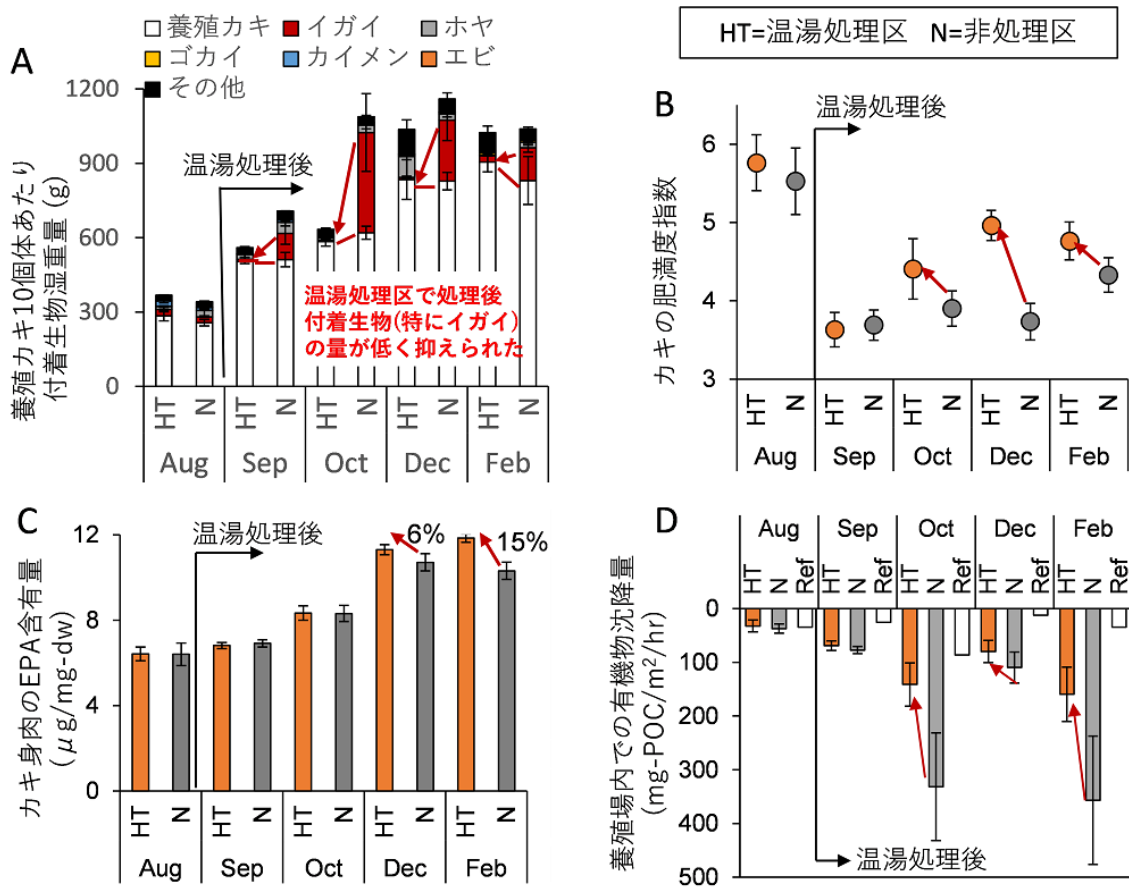 養殖カキ イガイ ホヤ
ゴカイ カイメン エビ
その他
HT=温湯処理区 N=非処理区
A
養殖カキ10個体あたり
付着生物湿重量 (g)
1200
900
600
300
0
温湯処理後
温湯処理区で処理後
付着生物(特にイガイ)
の量が低く抑えられた
HT N HT N HT N HT N HT N
Aug Sep Oct Dec Feb
B
カキの肥満度指数
温湯処理後
6
5
4
3
HT N HT N HT N HT N HT N
Aug Sep Oct Dec Feb
C
カキ身肉のEPA含有量
(μg/mg-dw)
12
8
4
0
温湯処理後
6%
15%
HT N HT N HT N HT N HT N
Aug Sep Oct Dec Feb
D
養殖場内での有機物沈降量
(mg-POC/m²/hr)
Aug Sep Oct Dec Feb
HT N Ref HT N Ref HT N Ref HT N Ref HT N Ref
0
100
200
300
400
500
温湯処理後